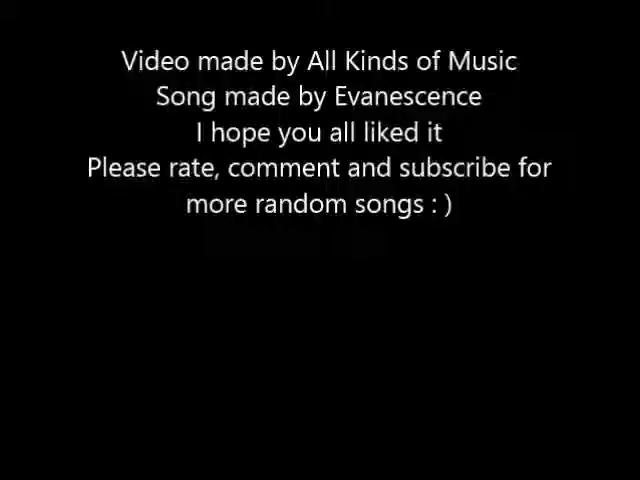 Video made by All Kinds of Music
Song made by Evanescence
I hope you all liked it
Please rate, comment and subscribe for
more random songs : )